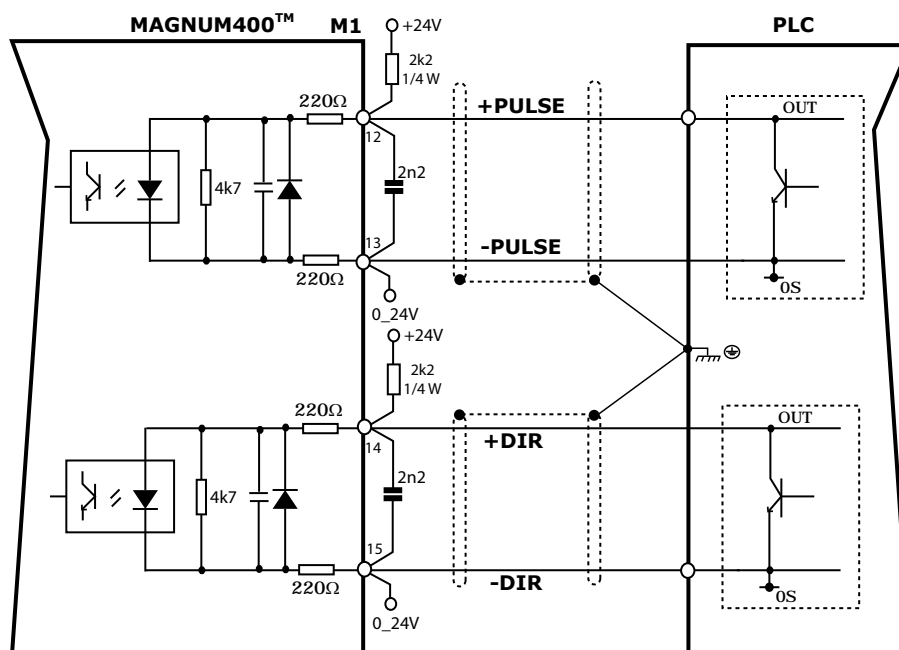 MAGNUM400™ M1 PLC
+24V
2k2
1/4 W
220Ω
+PULSE
OUT
12
4k7
2n2
13
-PULSE
220Ω
0S
0_24V
+24V
2k2
1/4 W
220Ω
OUT
14
+DIR
4k7
2n2
15
220Ω
-DIR
0S
0_24V